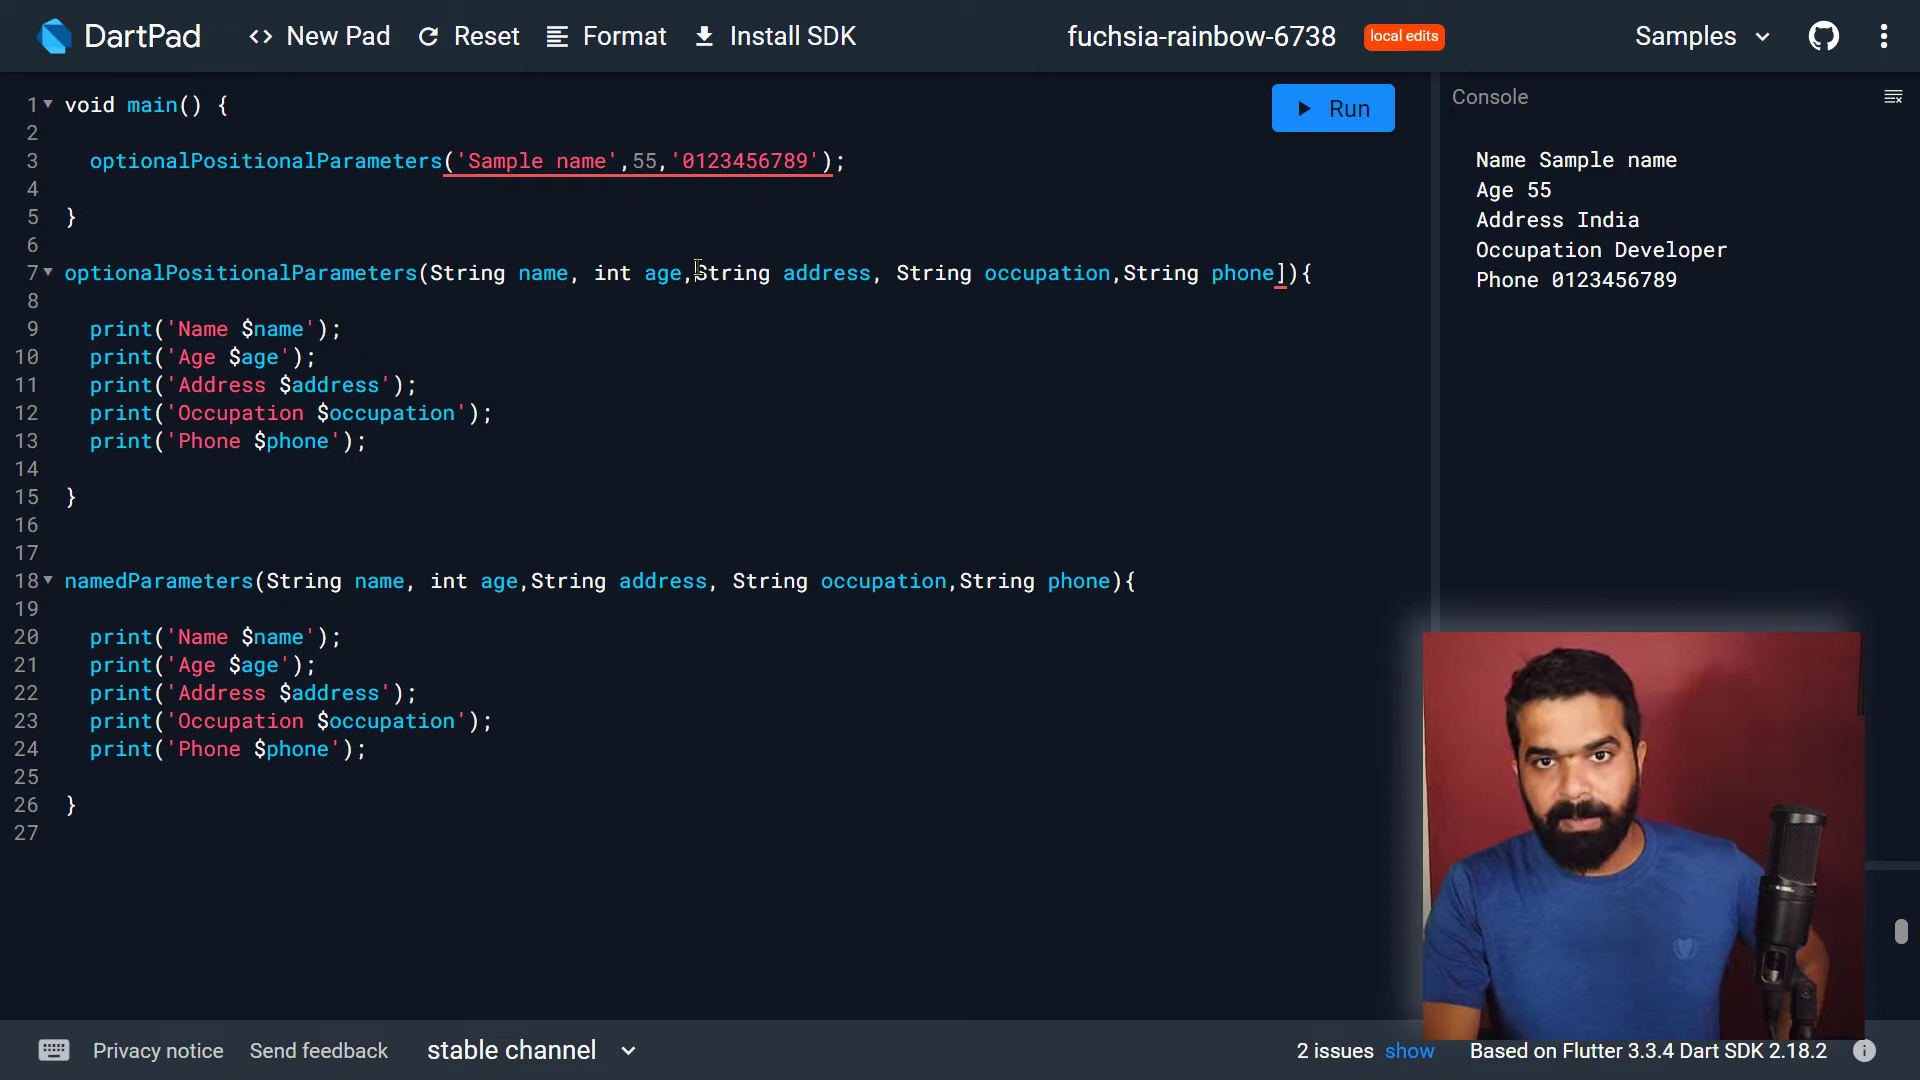 DartPad
<> New Pad
Reset
Format
Install SDK
fuchsia-rainbow-6738
local edits
Samples
1 void main() {
2
3 optionalPositionalParameters('Sample name',55,'0123456789');
4
5 }
6
7 optionalPositionalParameters(String name, int age,String address, String occupation,String phone]){
8
9 print('Name $name');
10 print('Age $age');
11 print('Address $address');
12 print('Occupation $occupation');
13 print('Phone $phone');
14
15 }
16
17
18 namedParameters(String name, int age,String address, String occupation,String phone){
19
20 print('Name $name');
21 print('Age $age');
22 print('Address $address');
23 print('Occupation $occupation');
24 print('Phone $phone');
25
26 }
27
Run
Console
Name Sample name
Age 55
Address India
Occupation Developer
Phone 0123456789
Privacy notice
Send feedback
stable channel
2 issues show
Based on Flutter 3.3.4 Dart SDK 2.18.2